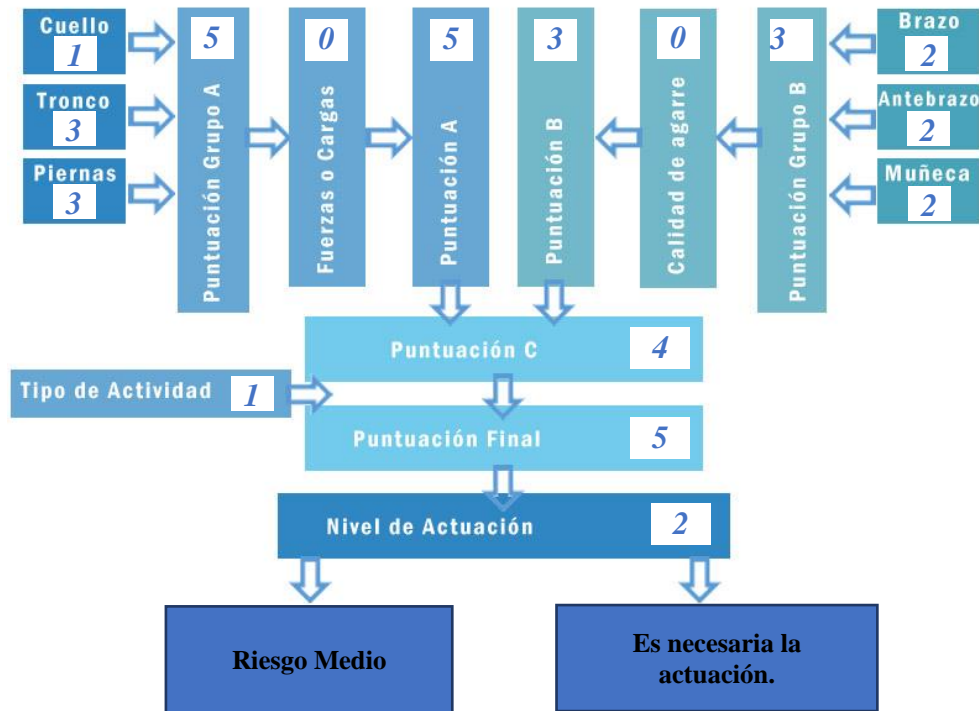 Cuello
1
Tronco
3
Piernas
3
5
Puntuación Grupo A
0
Fuerzas o Cargas
5
Puntuación A
3
Puntuación B
0
Calidad de agarre
3
Puntuación Grupo B
Brazo
2
Antebrazo
2
Muñeca
2
Puntuación C 4
Tipo de Actividad 1
Puntuación Final 5
Nivel de Actuación 2
Riesgo Medio
Es necesaria la
actuación.